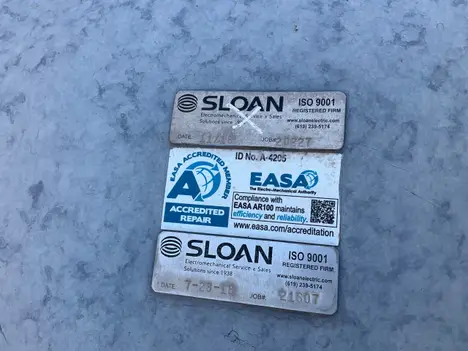 SLOAN
ISO 9001
REGISTERED FIRM
Electromechanical Service & Sales
www.sloanelectric.com
Solutions since
(619) 239-5174
DATE JOB#
EASA ACCREDITED MEMBER
ACCREDITED
REPAIR
ID No. A-4205
EASA
The Electro•Mechanical Authority
Compliance with
EASA AR100 maintains
efficiency and reliability.
www.easa.com/accreditation
SLOAN
ISO 9001
REGISTERED FIRM
Electromechanical Service & Sales
www.sloanelectric.com
Solutions since 1938
(619) 239-5174
DATE 7-23-19 JOB# 21607